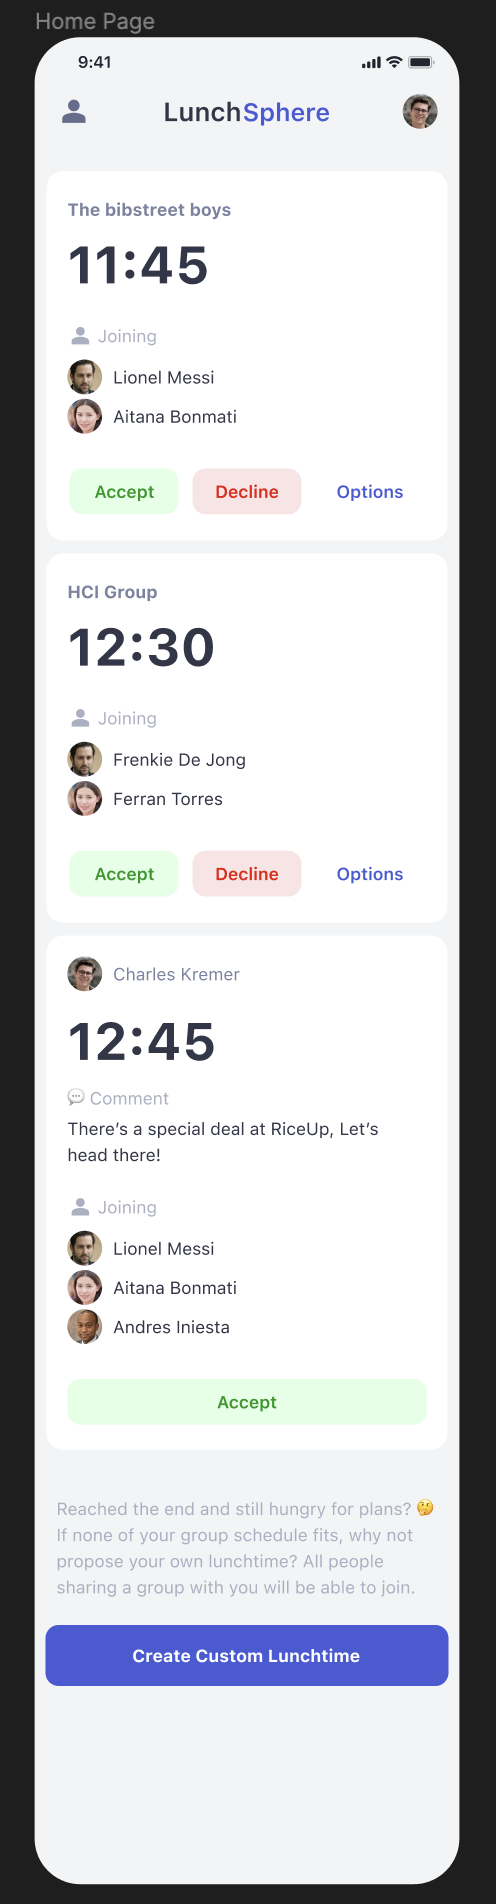 Home Page
9:41
LunchSphere
The bibstreet boys
11:45
Joining
Lionel Messi
Aitana Bonmati
Accept Decline Options
HCI Group
12:30
Joining
Frenkie De Jong
Ferran Torres
Accept Decline Options
Charles Kremer
12:45
Comment
There’s a special deal at RiceUp, Let’s
head there!
Joining
Lionel Messi
Aitana Bonmati
Andres Iniesta
Accept
Reached the end and still hungry for plans? 🤔
If none of your group schedule fits, why not
propose your own lunchtime? All people
sharing a group with you will be able to join.
Create Custom Lunchtime